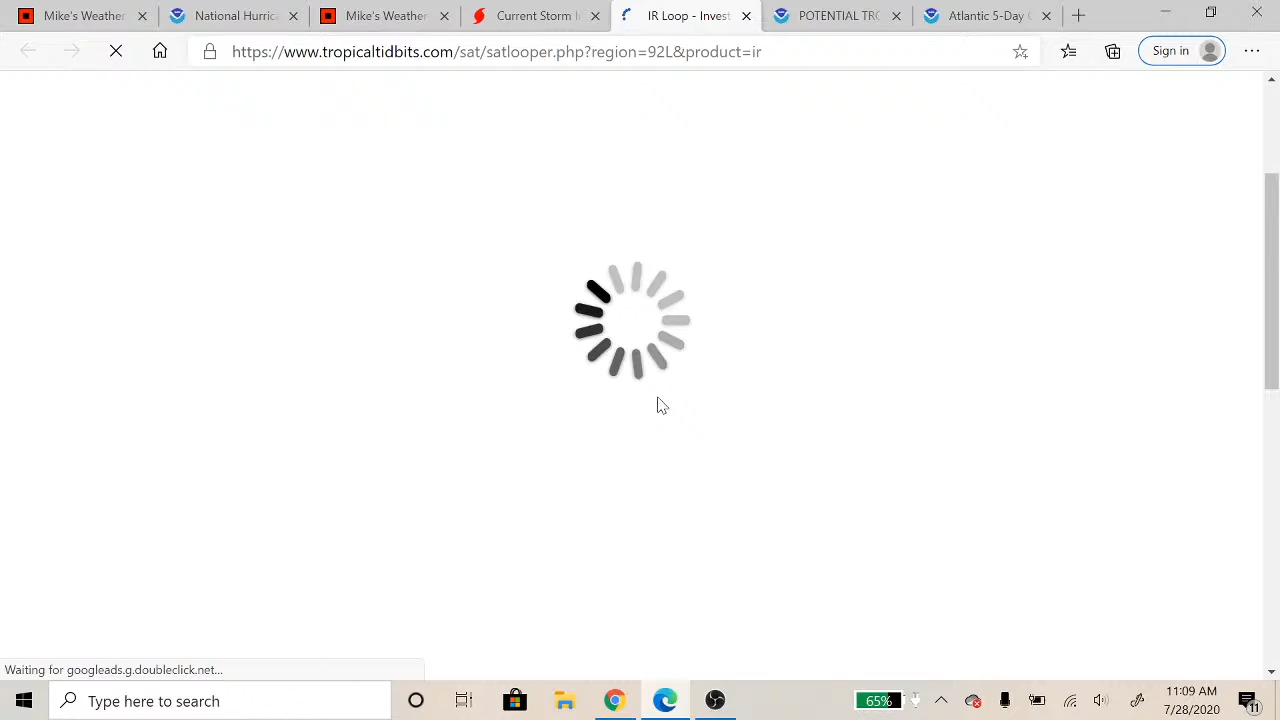 Mike's Weather
National Hurric
Mike's Weather
Current Storm I
IR Loop - Invest
POTENTIAL TR
Atlantic 5-Day
https://www.tropicaltidbits.com/sat/satlooper.php?region=92L&product=ir
Sign in
Waiting for googleads.g.doubleclick.net...
Type here to search
65%
11:09 AM
7/28/2020
11